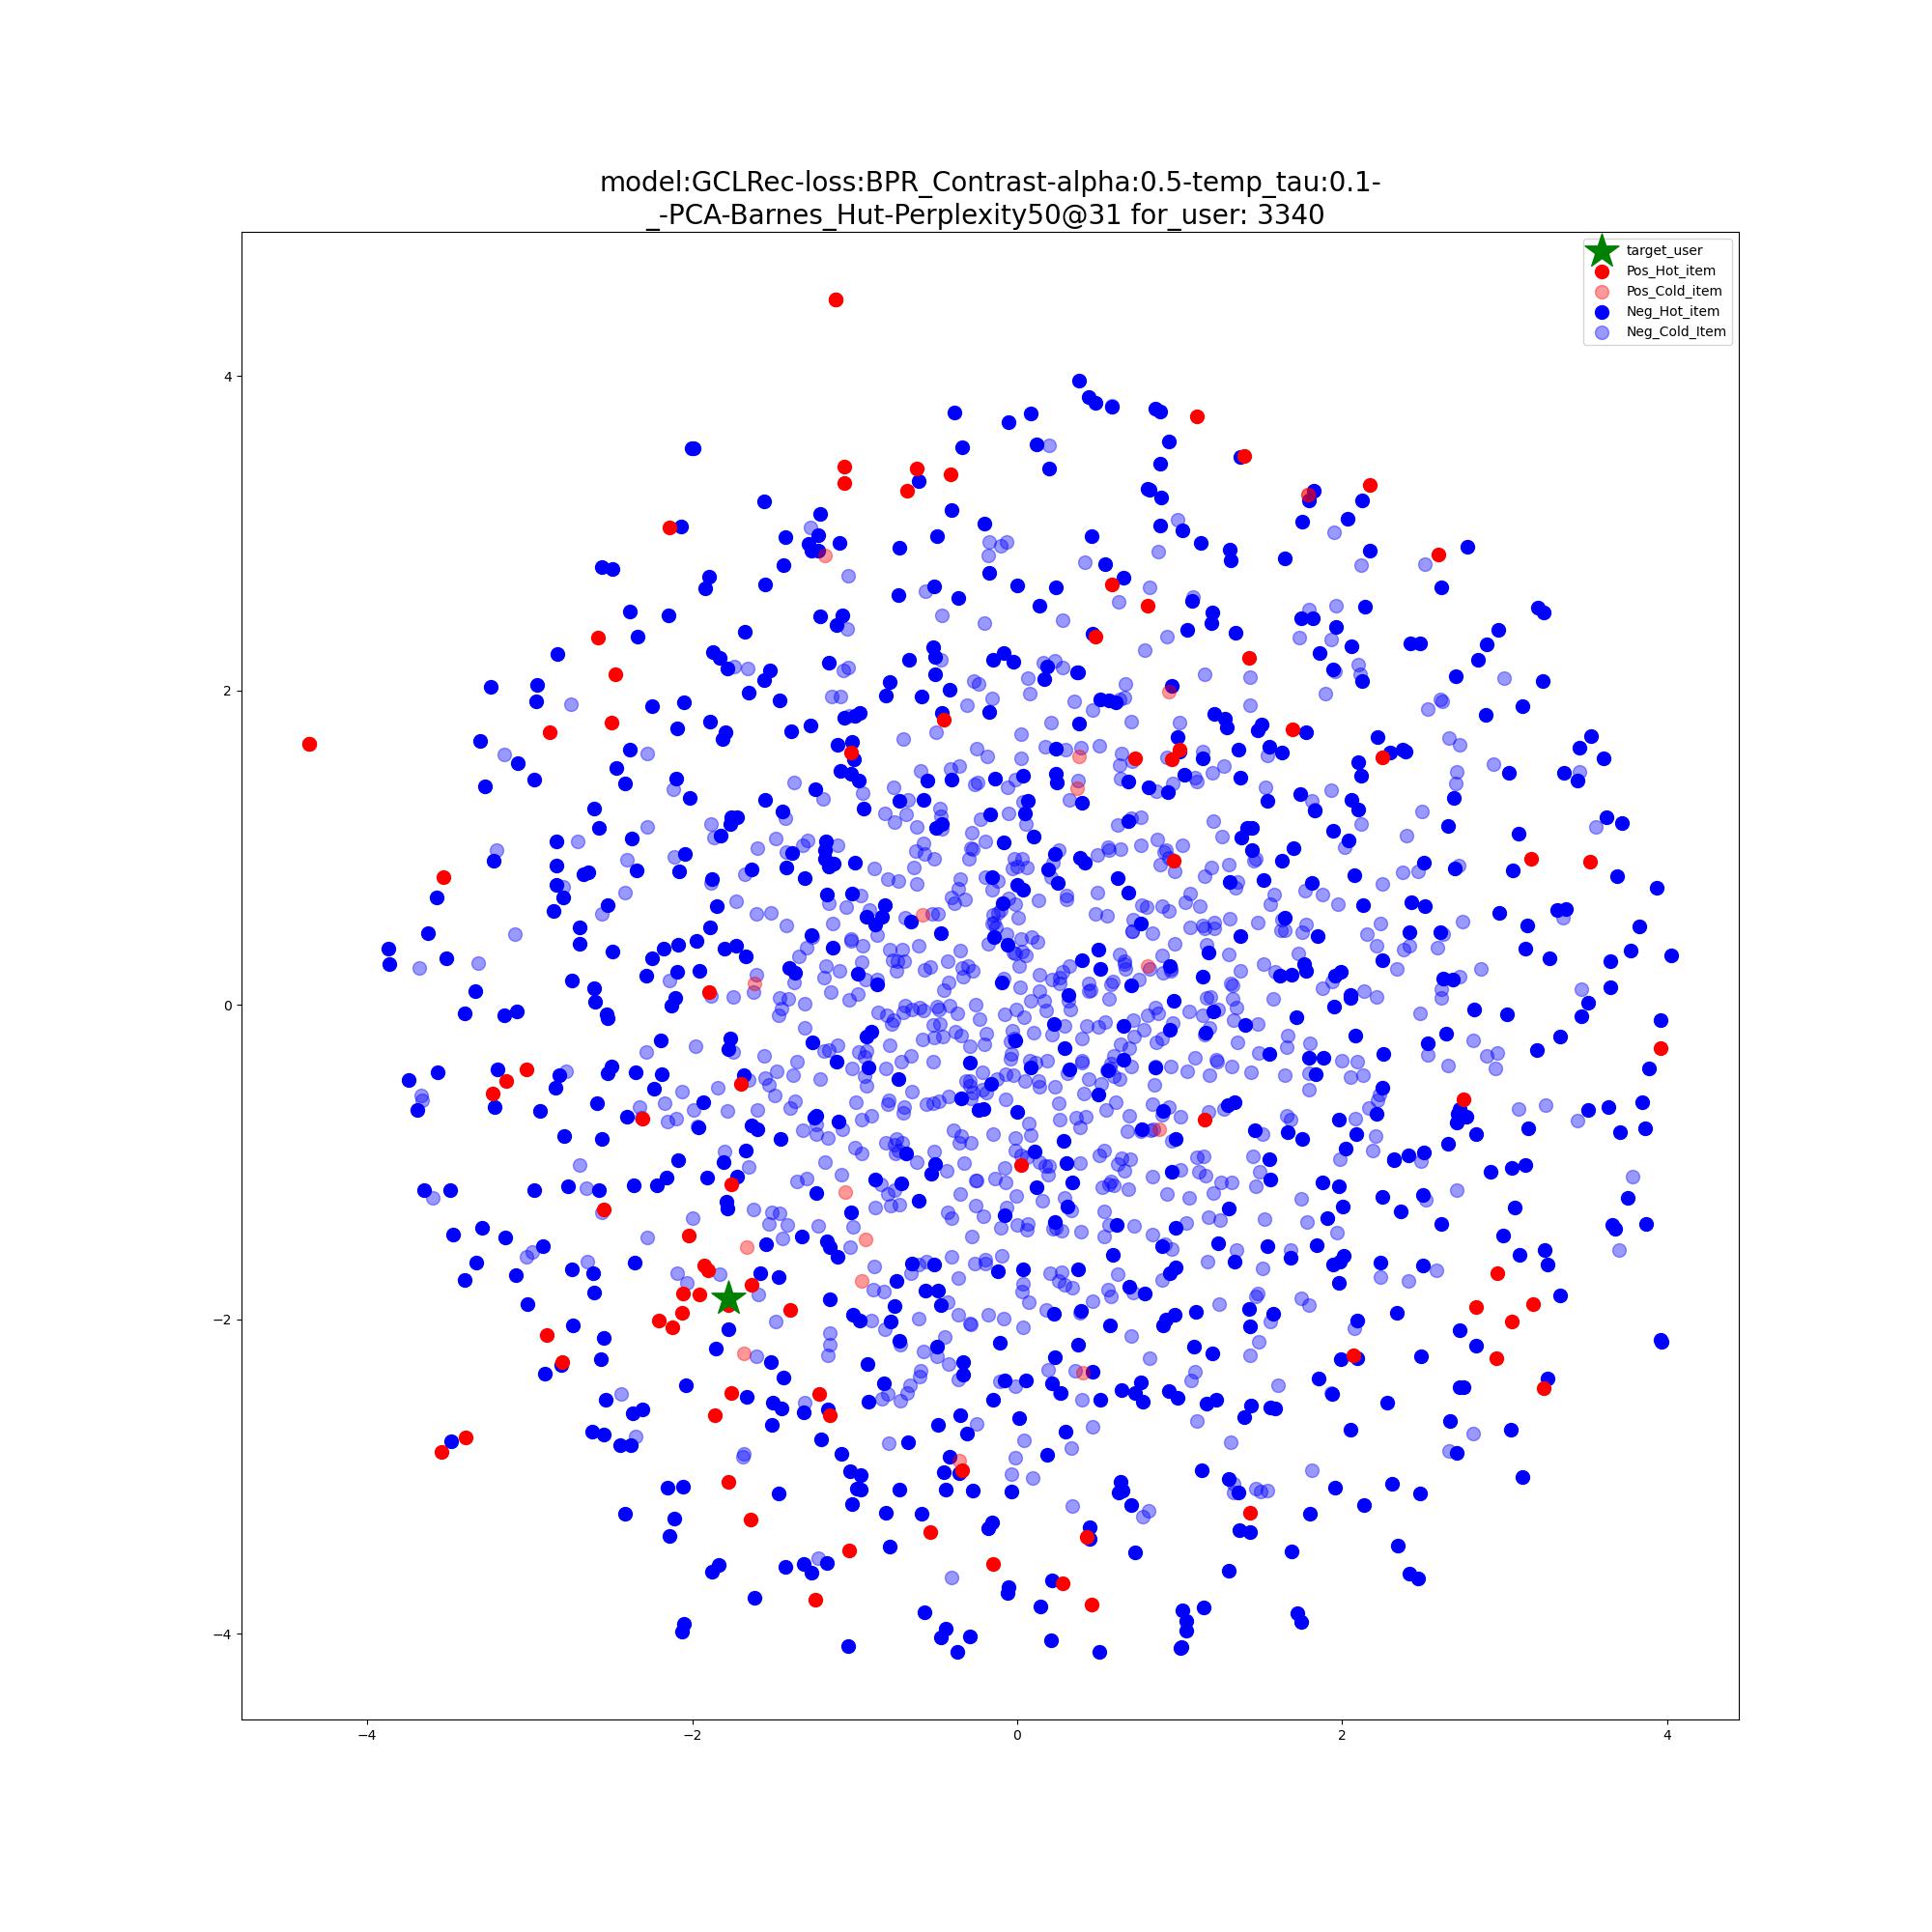 model:GCLRec-loss:BPR_Contrast-alpha:0.5-temp_tau:0.1-
_-PCA-Barnes_Hut-Perplexity50@31 for_user: 3340
target_user
Pos_Hot_item
Pos_Cold_item
Neg_Hot_item
Neg_Cold_Item
4
2
0
−2
−4
−4
−2
0
2
4